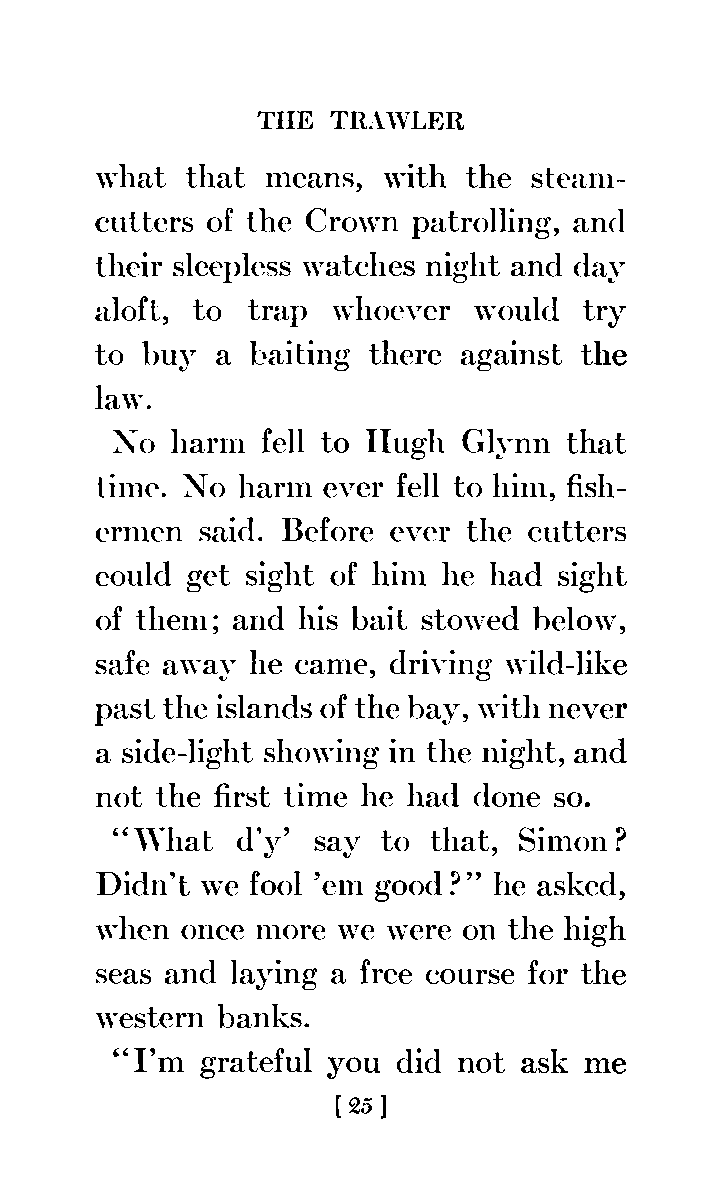 THE TRAWLER
what that means, with the steam-
cutters of the Crown patrolling, and
their sleepless watches night and day
aloft, to trap whoever would try
to buy a baiting there against the
law.
No harm fell to Hugh Glynn that
time. No harm ever fell to him, fish-
ermen said. Before ever the cutters
could get sight of him he had sight
of them; and his bait stowed below,
safe away he came, driving wild-like
past the islands of the bay, with never
a side-light showing in the night, and
not the first time he had done so.
“What d'y' say to that, Simon?
Didn't we fool 'em good?” he asked,
when once more we were on the high
seas and laying a free course for the
western banks.
“I'm grateful you did not ask me
[ 25 ]